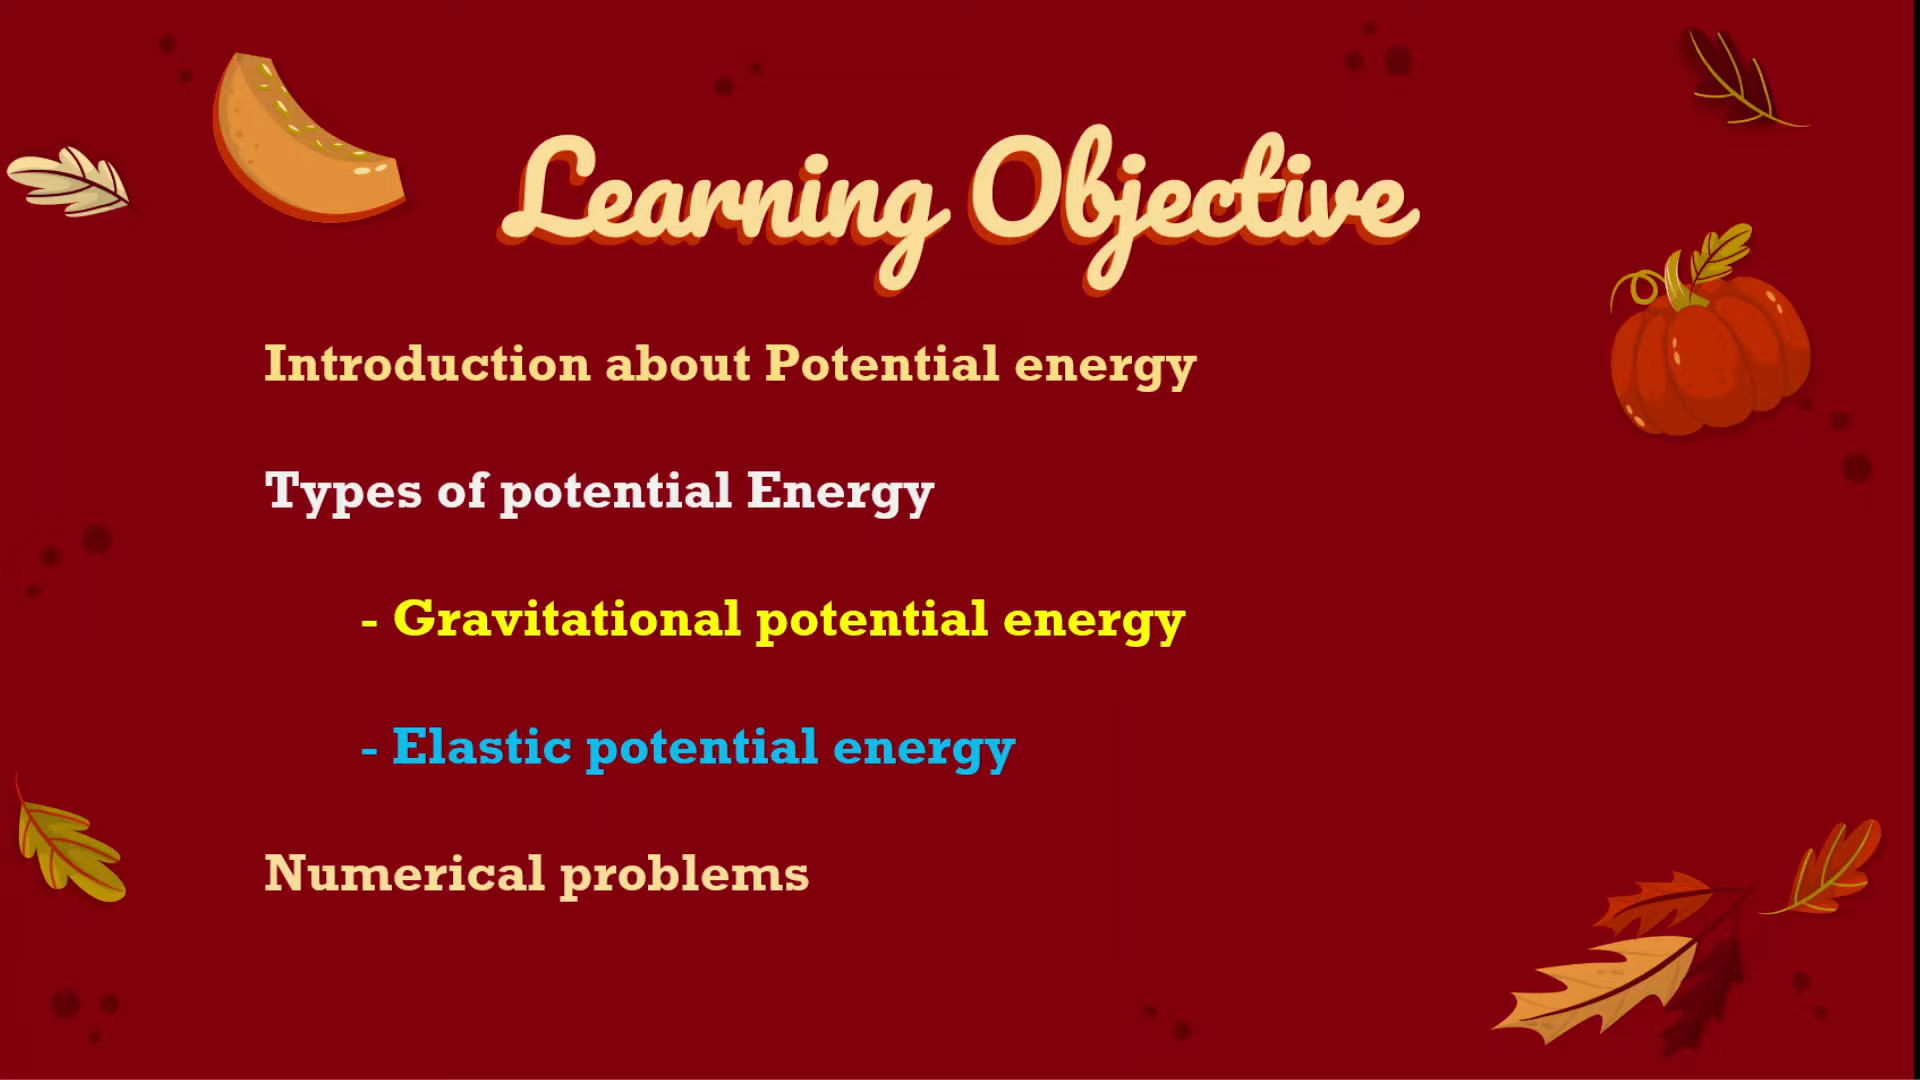 Learning Objective
Introduction about Potential energy
Types of potential Energy
- Gravitational potential energy
- Elastic potential energy
Numerical problems